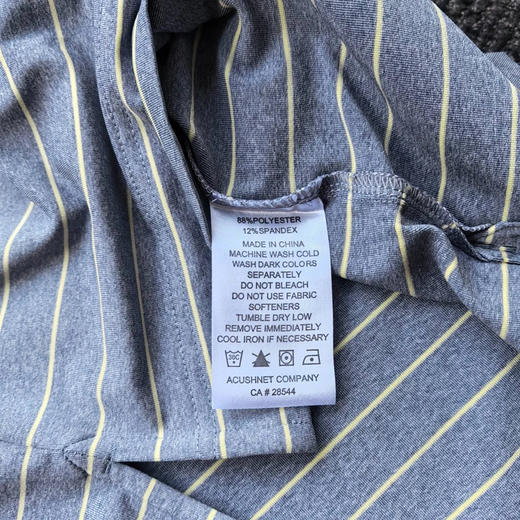 88%POLYESTER
12%SPANDEX
MADE IN CHINA
MACHINE WASH COLD
WASH DARK COLORS
SEPARATELY
DO NOT BLEACH
DO NOT USE FABRIC
SOFTENERS
TUMBLE DRY LOW
REMOVE IMMEDIATELY
COOL IRON IF NECESSARY
30C
ACUSHNET COMPANY
CA # 28544